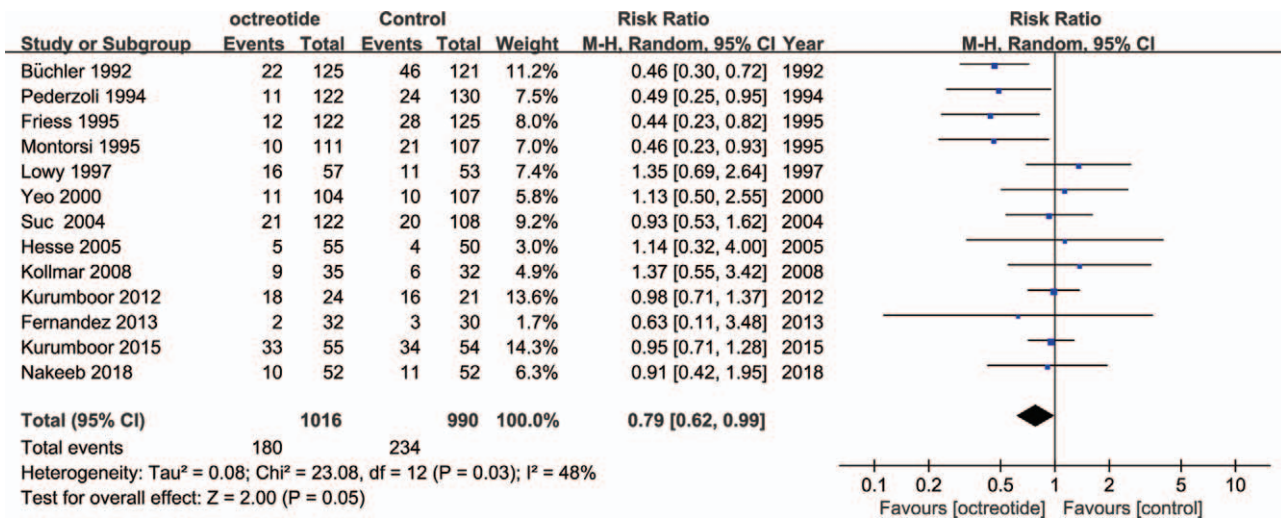 octreotide Control Risk Ratio Risk Ratio
Study or Subgroup Events Total Events Total Weight M-H, Random, 95% CI Year M-H, Random, 95% CI
Büchler 1992 22 125 46 121 11.2% 0.46 [0.30, 0.72] 1992
Pederzoli 1994 11 122 24 130 7.5% 0.49 [0.25, 0.95] 1994
Friess 1995 12 122 28 125 8.0% 0.44 [0.23, 0.82] 1995
Montorsi 1995 10 111 21 107 7.0% 0.46 [0.23, 0.93] 1995
Lowy 1997 16 57 11 53 7.4% 1.35 [0.69, 2.64] 1997
Yeo 2000 11 104 10 107 5.5% 1.13 [0.50, 2.55] 2000
Suc 2004 21 122 20 108 9.2% 0.93 [0.53, 1.62] 2004
Hesse 2005 5 55 4 50 3.0% 1.14 [0.32, 4.00] 2005
Kollmar 2008 9 35 6 32 4.9% 1.37 [0.55, 3.42] 2008
Kurumboor 2012 18 24 16 21 13.6% 0.98 [0.71, 1.37] 2012
Fernandez 2013 2 32 3 30 1.7% 0.63 [0.11, 3.48] 2013
Kurumboor 2015 33 55 34 54 14.3% 0.95 [0.71, 1.28] 2015
Nakeeb 2018 10 52 11 52 6.3% 0.91 [0.42, 1.95] 2018
Total (95% CI) 1016 990 100.0% 0.79 [0.62, 0.99]
Total events 180 234
Heterogeneity: Tau² = 0.08; Chi² = 23.08, df = 12 (P = 0.03); I² = 48%
Test for overall effect: Z = 2.00 (P = 0.05)
0.1 0.2 0.5 1 2 5 10
Favours [octreotide] Favours [control]